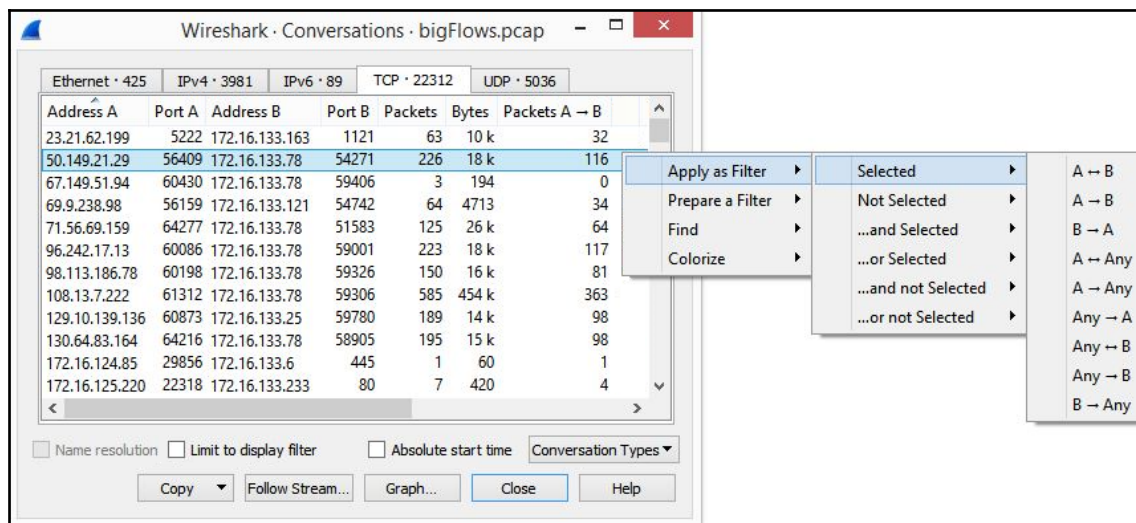 Wireshark · Conversations · bigFlows.pcap
Ethernet · 425 IPv4 · 3981 IPv6 · 89 TCP · 22312 UDP · 5036
Address A Port A Address B Port B Packets Bytes Packets A → B
23.21.62.199 5222 172.16.133.163 1121 63 10 k 32
50.149.21.29 56409 172.16.133.78 54271 226 18 k 116
67.149.51.94 60430 172.16.133.78 59406 3 194 0
69.9.238.98 56159 172.16.133.121 54742 64 4713 34
71.56.69.159 64277 172.16.133.78 51583 125 26 k 64
96.242.17.13 60086 172.16.133.78 59001 223 18 k 117
98.113.186.78 60198 172.16.133.78 59326 150 16 k 81
108.13.7.222 61312 172.16.133.78 59306 585 454 k 363
129.10.139.136 60873 172.16.133.25 59780 189 14 k 98
130.64.83.164 64216 172.16.133.78 58905 195 15 k 98
172.16.124.85 29856 172.16.133.6 445 1 60 1
172.16.125.220 22318 172.16.133.233 80 7 420 4
Name resolution Limit to display filter Absolute start time Conversation Types
Copy Follow Stream... Graph... Close Help
Apply as Filter
Prepare a Filter
Find
Colorize
Selected
Not Selected
...and Selected
...or Selected
...and not Selected
...or not Selected
A ↔ B
A → B
B → A
A ↔ Any
A → Any
Any → A
Any ↔ B
Any → B
B → Any